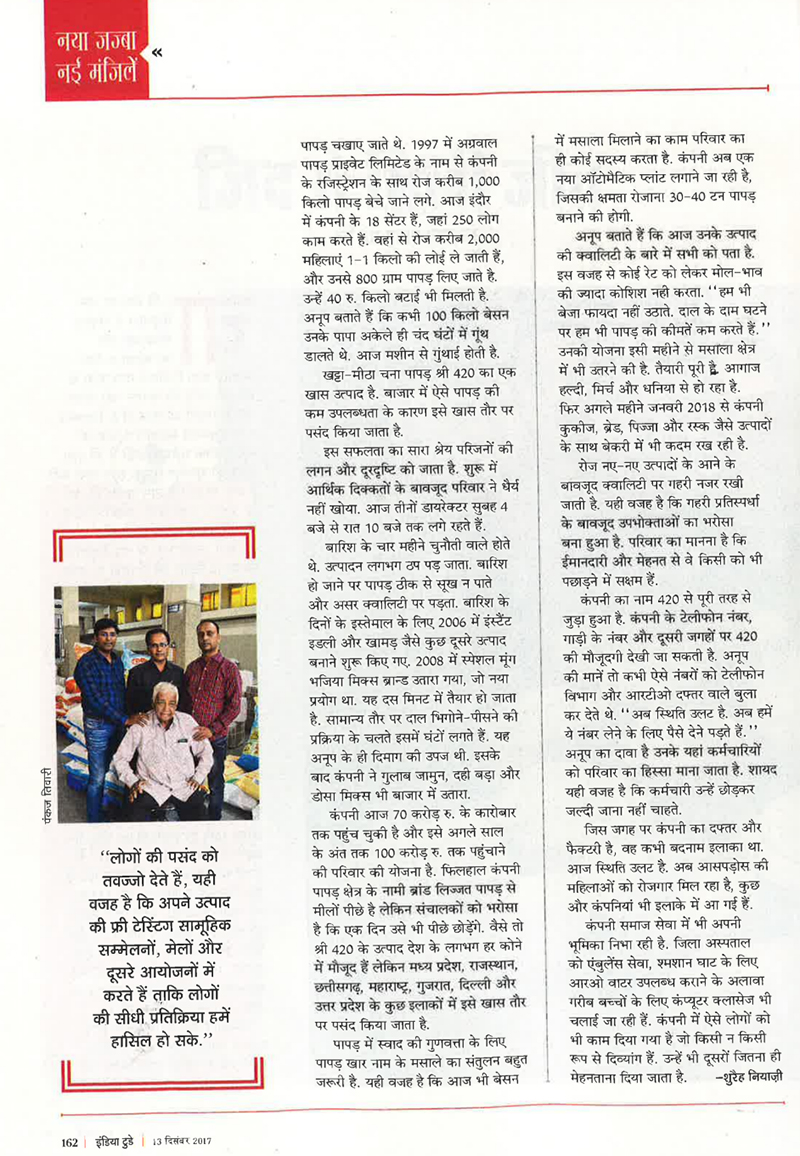 नया जज्बा
नई मंजिलें
«
पापड़ चखाए जाते थे. 1997 में अग्रवाल
पापड़ प्राइवेट लिमिटेड के नाम से कंपनी
के रजिस्ट्रेशन के साथ रोज करीब 1,000
किलो पापड़ बेचे जाने लगे. आज इंदौर
में कंपनी के 18 सेंटर हैं, जहां 250 लोग
काम करते हैं. वहां से रोज करीब 2,000
महिलाएं 1-1 किलो की लोई ले जाती हैं,
और उनसे 800 ग्राम पापड़ लिए जाते है.
उन्हें 40 रु. किलो बटाई भी मिलती है.
अनूप बताते हैं कि कभी 100 किलो बेसन
उनके पापा अकेले ही चंद घंटों में गूंथ
डालते थे. आज मशीन से गुंथाई होती है.
खट्टा-मीठा चना पापड़ श्री 420 का एक
खास उत्पाद है. बाजार में ऐसे पापड़ की
कम उपलब्धता के कारण इसे खास तौर पर
पसंद किया जाता है.
इस सफलता का सारा श्रेय परिजनों की
लगन और दूरदृष्टि को जाता है. शुरू में
आर्थिक दिक्कतों के बावजूद परिवार ने धैर्य
नहीं खोया. आज तीनों डायरेक्टर सुबह 4
बजे से रात 10 बजे तक लगे रहते हैं.
बारिश के चार महीने चुनौती वाले होते
थे. उत्पादन लगभग ठप पड़ जाता. बारिश
हो जाने पर पापड़ ठीक से सूख न पाते
और असर क्वालिटी पर पड़ता. बारिश के
दिनों के इस्तेमाल के लिए 2006 में इंस्टैंट
इडली और खामड़ जैसे कुछ दूसरे उत्पाद
बनाने शुरू किए गए. 2008 में स्पेशल मूंग
भजिया मिक्स ब्रान्ड उतारा गया, जो नया
प्रयोग था. यह दस मिनट में तैयार हो जाता
है. सामान्य तौर पर दाल भिगोने-पीसने की
प्रक्रिया के चलते इसमें घंटों लगते हैं. यह
अनूप के ही दिमाग की उपज थी. इसके
बाद कंपनी ने गुलाब जामुन, दही बड़ा और
डोसा मिक्स भी बाजार में उतारा.
कंपनी आज 70 करोड़ रु. के कारोबार
तक पहुंच चुकी है और इसे अगले साल
के अंत तक 100 करोड़ रु. तक पहुंचाने
की परिवार की योजना है. फिलहाल कंपनी
पापड़ क्षेत्र के नामी ब्रांड लिज्जत पापड़ से
मीलों पीछे है लेकिन संचालकों को भरोसा
है कि एक दिन उसे भी पीछे छोड़ेंगे. वैसे तो
श्री 420 के उत्पाद देश के लगभग हर कोने
में मौजूद हैं लेकिन मध्य प्रदेश, राजस्थान,
छत्तीसगढ़, महाराष्ट्र, गुजरात, दिल्ली और
उत्तर प्रदेश के कुछ इलाकों में इसे खास तौर
पर पसंद किया जाता है.
पापड़ में स्वाद की गुणवत्ता के लिए
पापड़ खार नाम के मसाले का संतुलन बहुत
जरूरी है. यही वजह है कि आज भी बेसन
में मसाला मिलाने का काम परिवार का
ही कोई सदस्य करता है. कंपनी अब एक
नया ऑटोमैटिक प्लांट लगाने जा रही है,
जिसकी क्षमता रोजाना 30-40 टन पापड़
बनाने की होगी.
अनूप बताते हैं कि आज उनके उत्पाद
की क्वालिटी के बारे में सभी को पता है.
इस वजह से कोई रेट को लेकर मोल-भाव
की ज्यादा कोशिश नही करता. ''हम भी
बेजा फायदा नहीं उठाते. दाल के दाम घटने
पर हम भी पापड़ की कीमतें कम करते हैं.''
उनकी योजना इसी महीने से मसाला क्षेत्र
में भी उतरने की है. तैयारी पूरी है. आगाज
हल्दी, मिर्च और धनिया से हो रहा है.
फिर अगले महीने जनवरी 2018 से कंपनी
कुकीज, ब्रेड, पिज्जा और रस्क जैसे उत्पादों
के साथ बेकरी में भी कदम रख रही है.
रोज नए-नए उत्पादों के आने के
बावजूद क्वालिटी पर गहरी नजर रखी
जाती है. यही वजह है कि गहरी प्रतिस्पर्धा
के बावजूद उपभोक्ताओं का भरोसा
बना हुआ है. परिवार का मानना है कि
ईमानदारी और मेहनत से वे किसी को भी
पछाड़ने में सक्षम हैं.
कंपनी का नाम 420 से पूरी तरह से
जुड़ा हुआ है. कंपनी के टेलीफोन नंबर,
गाड़ी के नंबर और दूसरी जगहों पर 420
की मौजूदगी देखी जा सकती है. अनूप
की मानें तो कभी ऐसे नंबरों को टेलीफोन
विभाग और आरटीओ दफ्तर वाले बुला
कर देते थे. ''अब स्थिति उलट है. अब हमें
ये नंबर लेने के लिए पैसे देने पड़ते हैं.''
अनूप का दावा है उनके यहां कर्मचारियों
को परिवार का हिस्सा माना जाता है. शायद
यही वजह है कि कर्मचारी उन्हें छोड़कर
जल्दी जाना नहीं चाहते.
जिस जगह पर कंपनी का दफ्तर और
फैक्टरी है, वह कभी बदनाम इलाका था.
आज स्थिति उलट है. अब आसपड़ोस की
महिलाओं को रोजगार मिल रहा है, कुछ
और कंपनियां भी इलाके में आ गई हैं.
कंपनी समाज सेवा में भी अपनी
भूमिका निभा रही है. जिला अस्पताल
को एंबुलेंस सेवा, श्मशान घाट के लिए
आरओ वाटर उपलब्ध कराने के अलावा
गरीब बच्चों के लिए कंप्यूटर क्लासेज भी
चलाई जा रही हैं. कंपनी में ऐसे लोगों को
भी काम दिया गया है जो किसी न किसी
रूप से दिव्यांग हैं. उन्हें भी दूसरों जितना ही
मेहनताना दिया जाता है. –शुरैह नियाज़ी
पंकज तिवारी
''लोगों की पसंद को
तवज्जो देते हैं, यही
वजह है कि अपने उत्पाद
की फ्री टेस्टिंग सामूहिक
सम्मेलनों, मेलों और
दूसरे आयोजनों में
करते हैं ताकि लोगों
की सीधी प्रतिक्रिया हमें
हासिल हो सके.''
162 | इंडिया टुडे | 13 दिसंबर 2017